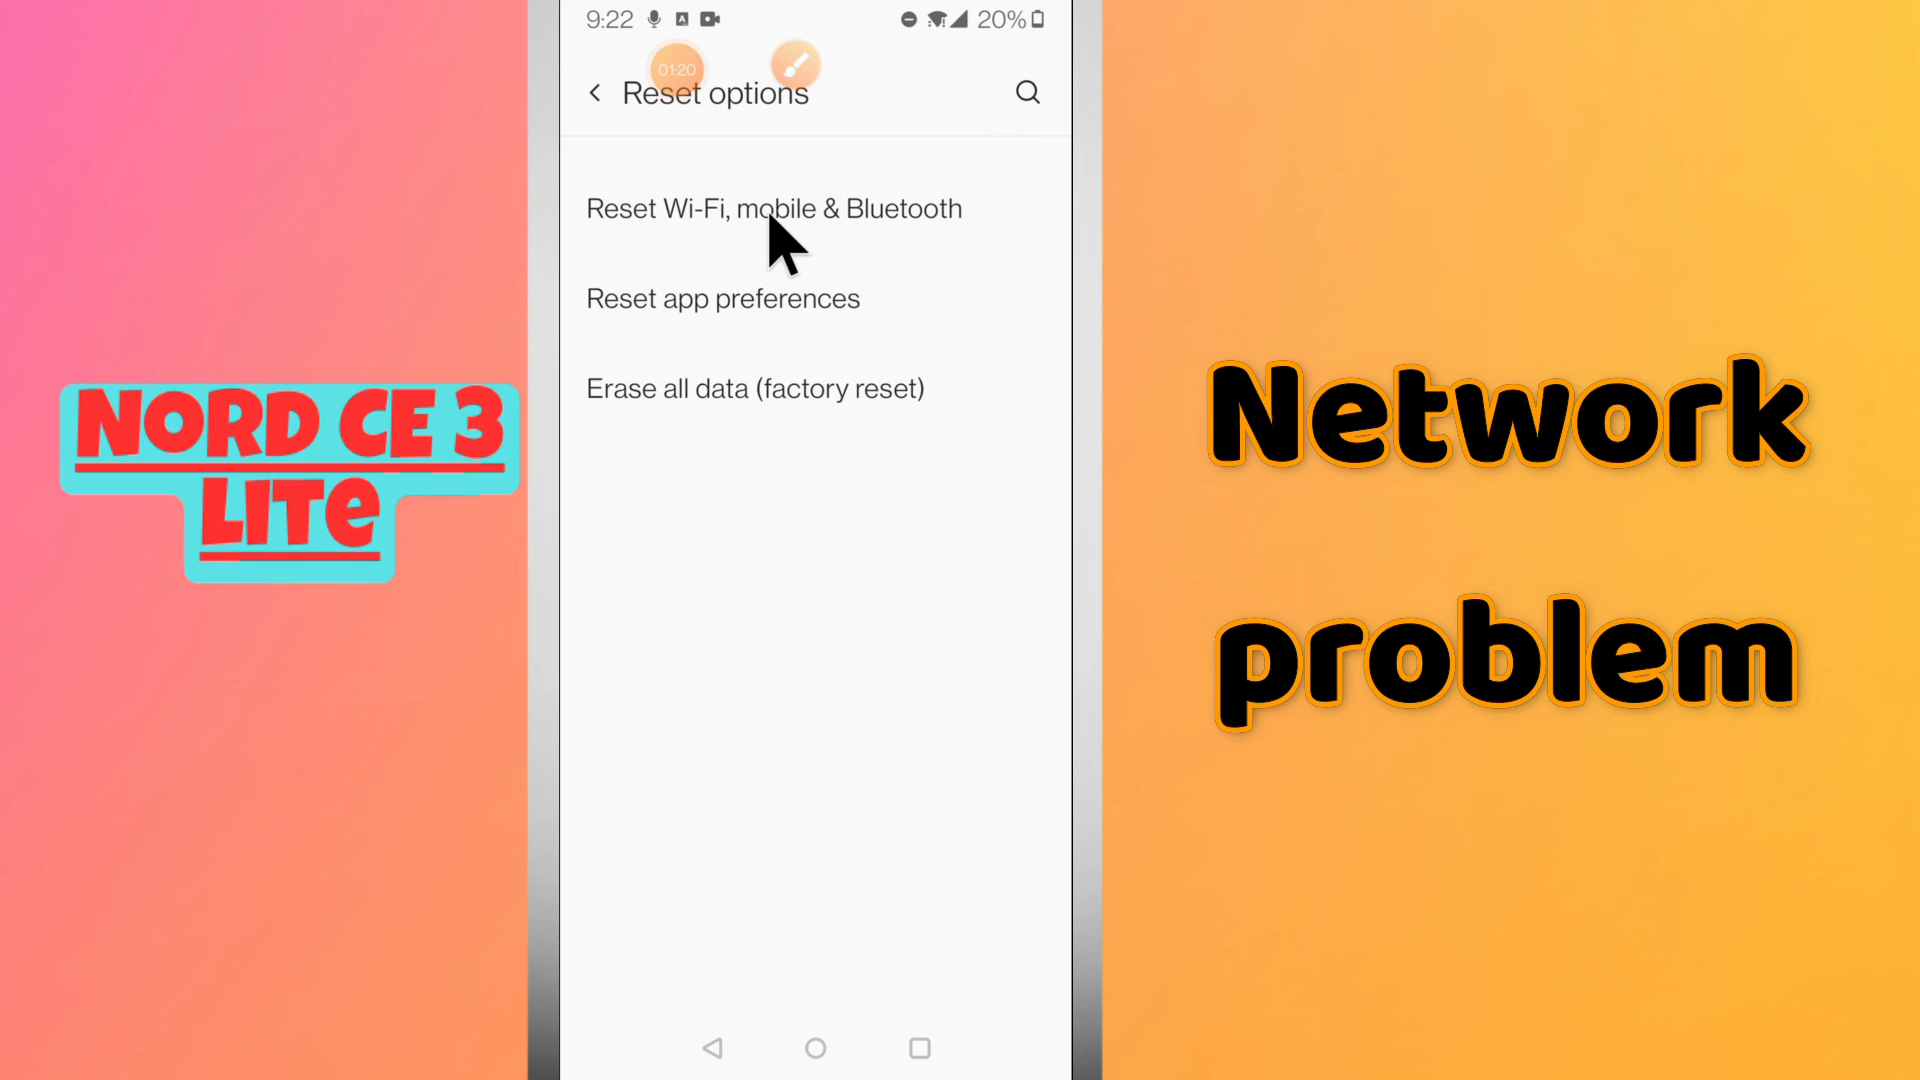 9:22
20%
01:20
Reset options
Reset Wi-Fi, mobile & Bluetooth
Reset app preferences
Erase all data (factory reset)
NORD CE 3
LITe
Network
problem